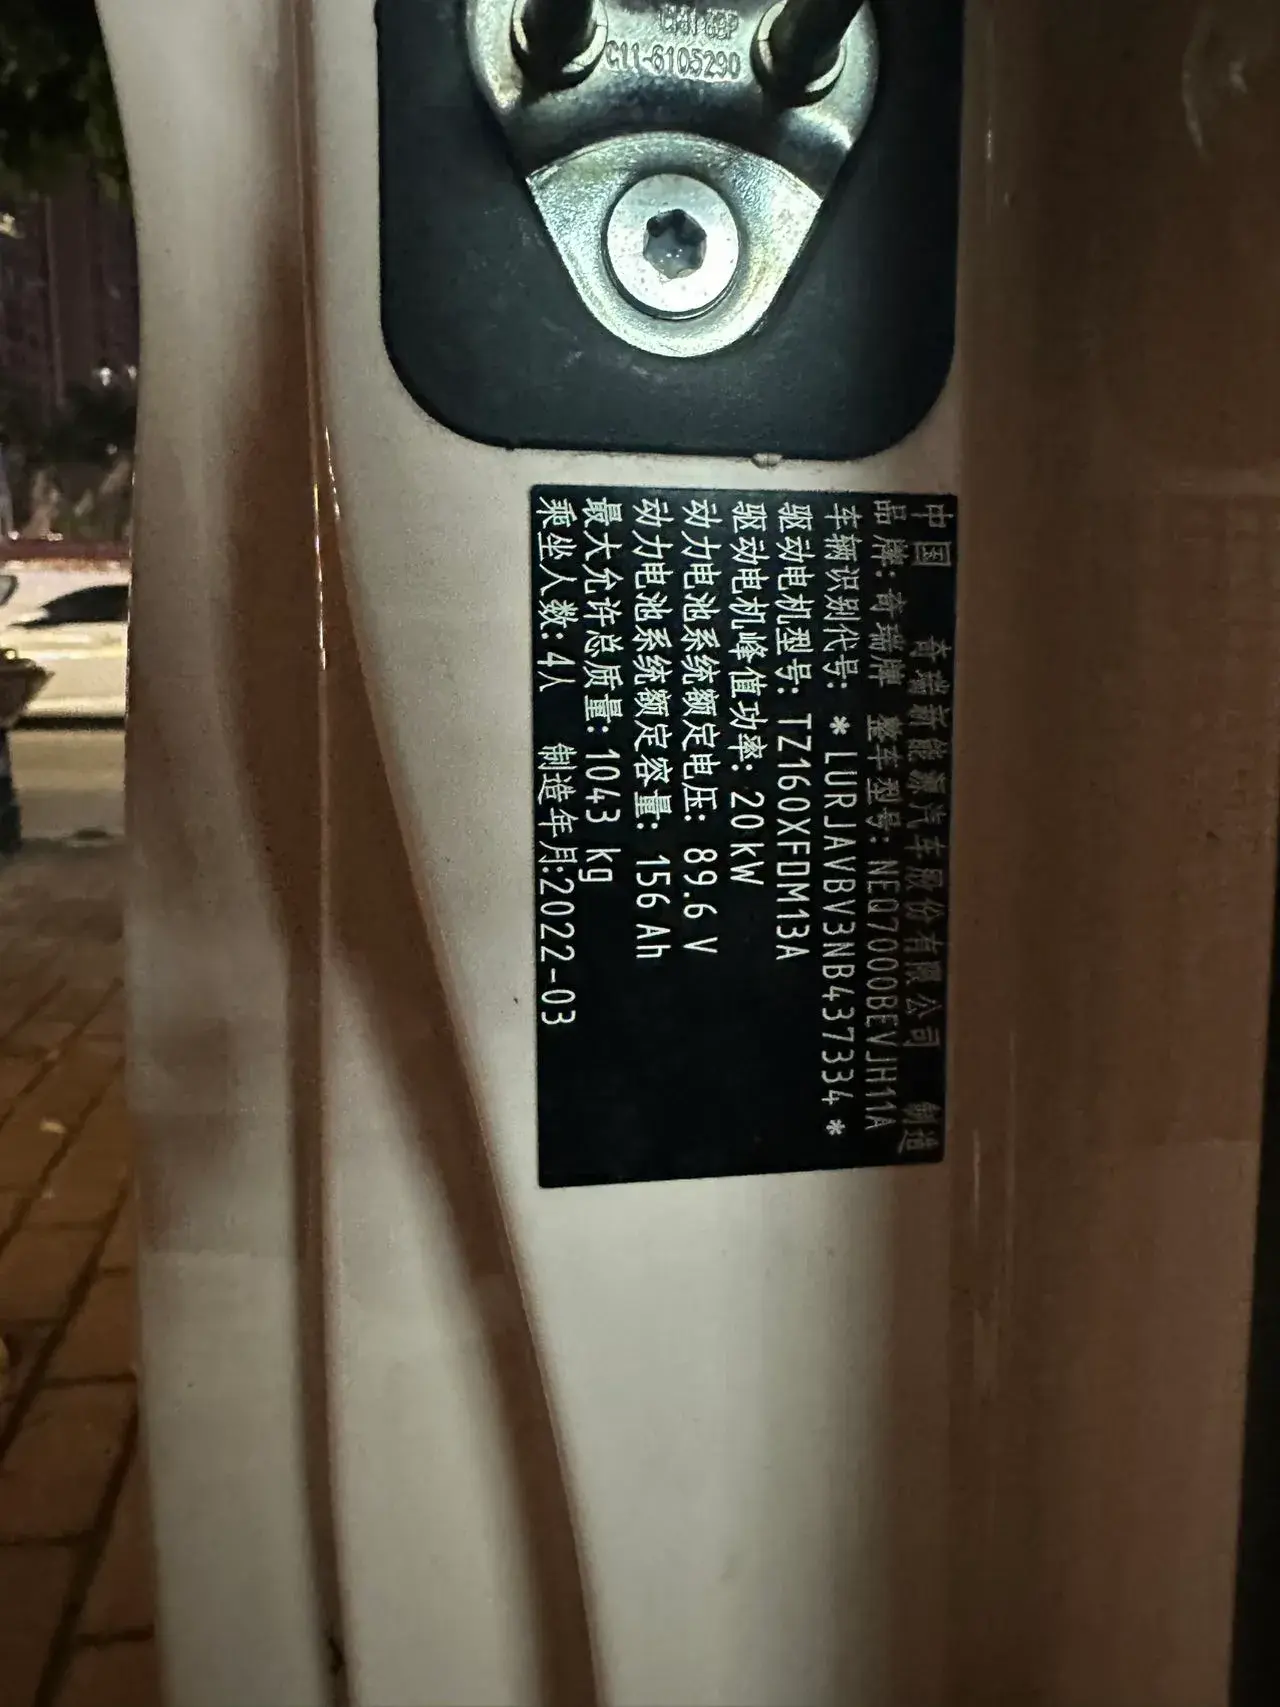 G11-6105290
中国 奇瑞新能源汽车股份有限公司 制造
品牌:奇瑞牌 整车型号:NEQ7000BEVJH11A
车辆识别代号: *LURJAVBV3NB437334*
驱动电机型号:TZ160XFDM13A
驱动电机峰值功率:20kW
动力电池系统额定电压: 89.6 V
动力电池系统额定容量: 156 Ah
最大允许总质量:1043 kg
乘坐人数:4人 制造年月:2022-03